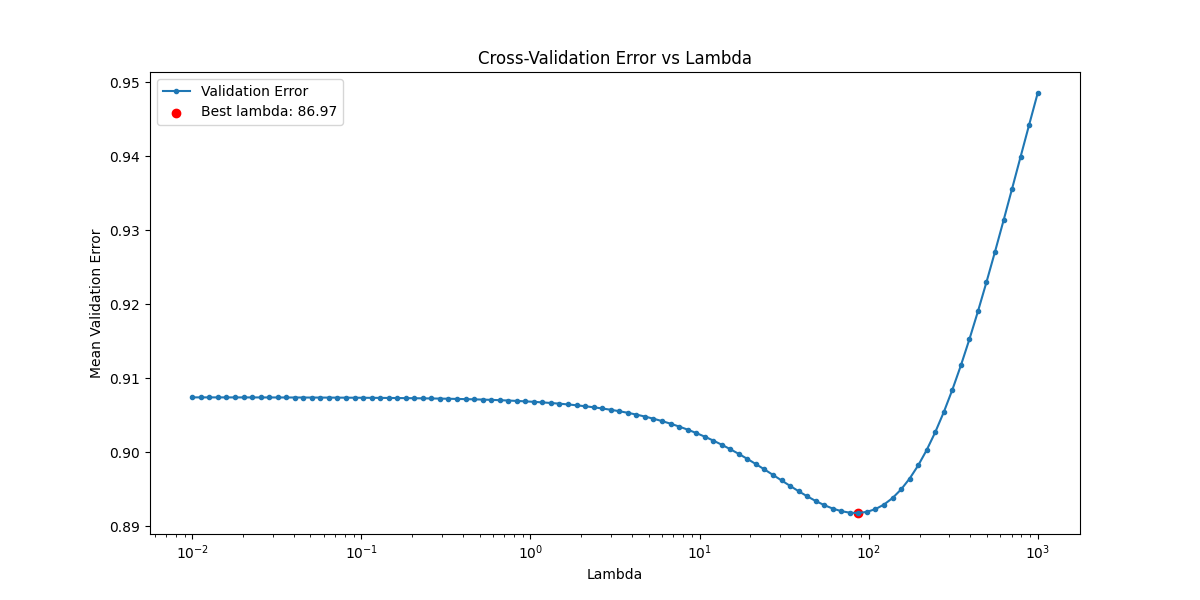 Cross-Validation Error vs Lambda
Validation Error
Best lambda: 86.97
Mean Validation Error
0.95
0.94
0.93
0.92
0.91
0.90
0.89
10⁻² 10⁻¹ 10⁰ 10¹ 10² 10³
Lambda